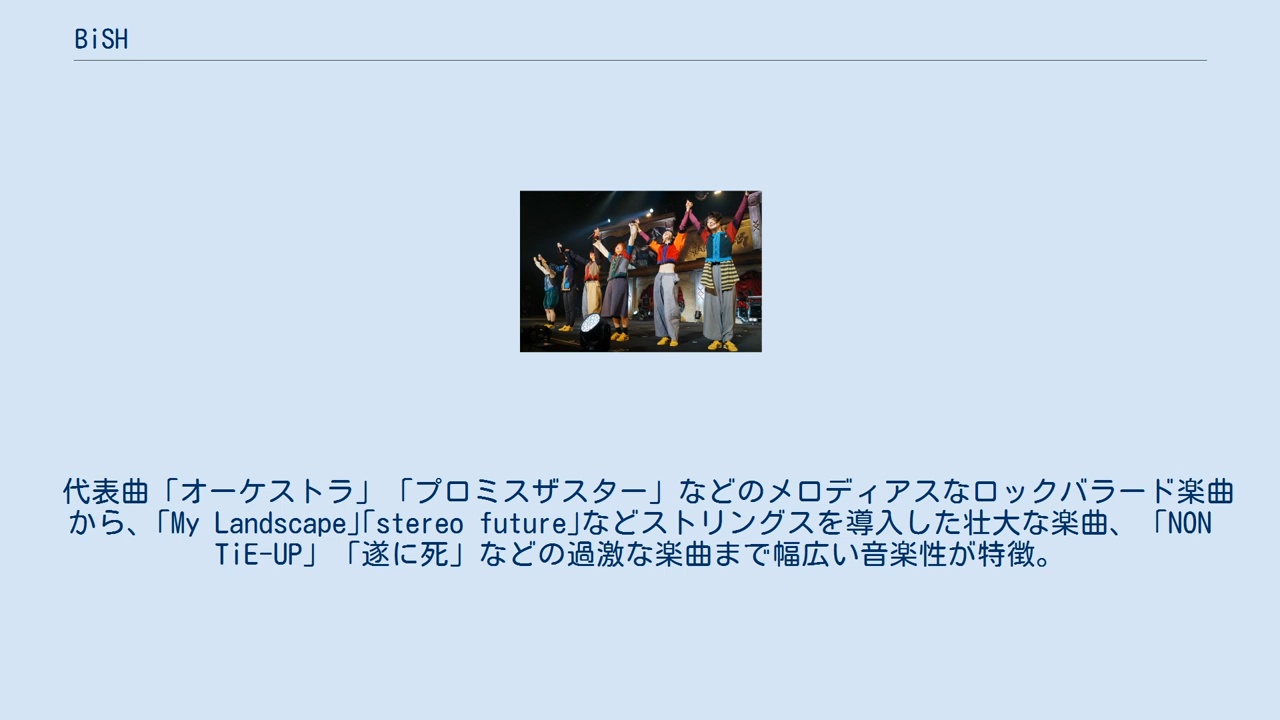 BiSH
代表曲「オーケストラ」「プロミスザスター」などのメロディアスなロックバラード楽曲
から、｢My Landscape｣｢stereo future｣などストリングスを導入した壮大な楽曲、「NON
TiE-UP」「遂に死」などの過激な楽曲まで幅広い音楽性が特徴。